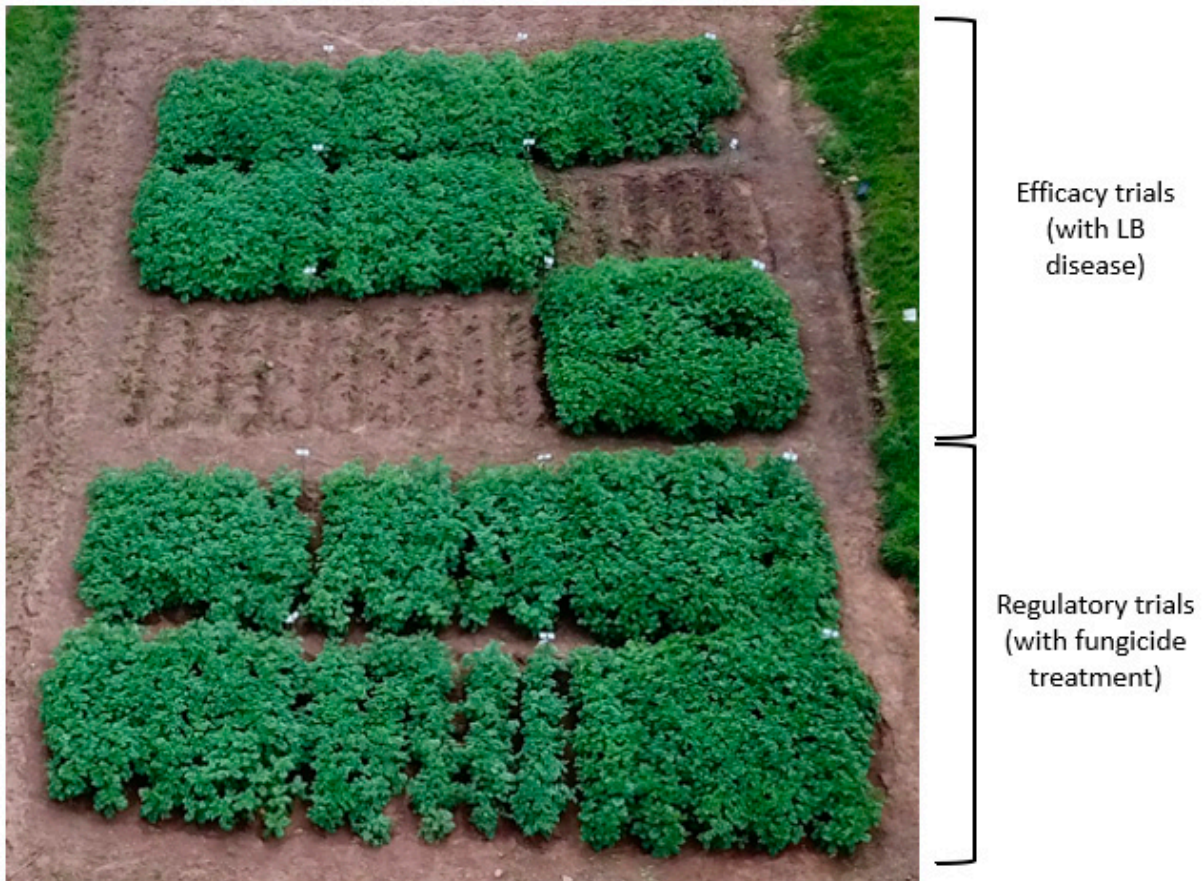 Efficacy trials
(with LB
disease)
Regulatory trials
(with fungicide
treatment)